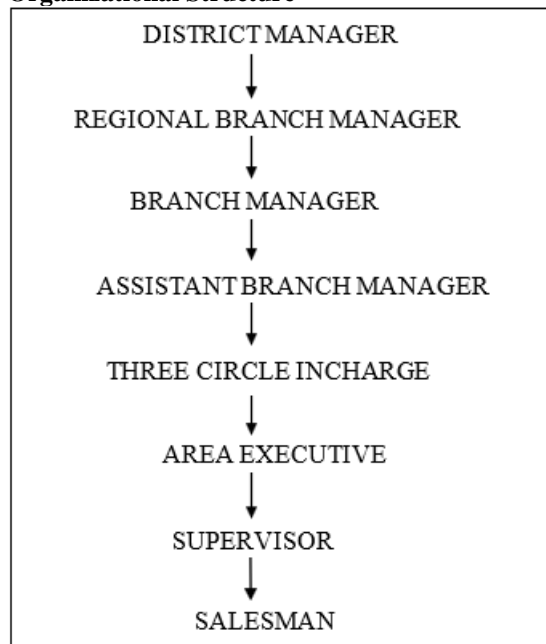 Organizational Structure
DISTRICT MANAGER
REGIONAL BRANCH MANAGER
BRANCH MANAGER
ASSISTANT BRANCH MANAGER
THREE CIRCLE INCHARGE
AREA EXECUTIVE
SUPERVISOR
SALESMAN